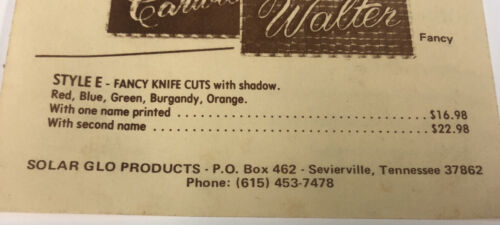 Walter
Fancy
STYLE E - FANCY KNIFE CUTS with shadow.
Red, Blue, Green, Burgandy, Orange.
With one name printed . . . . . . . . . . . . . . . . . . . . . . . . . . . . . . . . . . . $16.98
With second name . . . . . . . . . . . . . . . . . . . . . . . . . . . . . . . . . . . . . . . $22.98
SOLAR GLO PRODUCTS - P.O. Box 462 - Sevierville, Tennessee 37862
Phone: (615) 453-7478